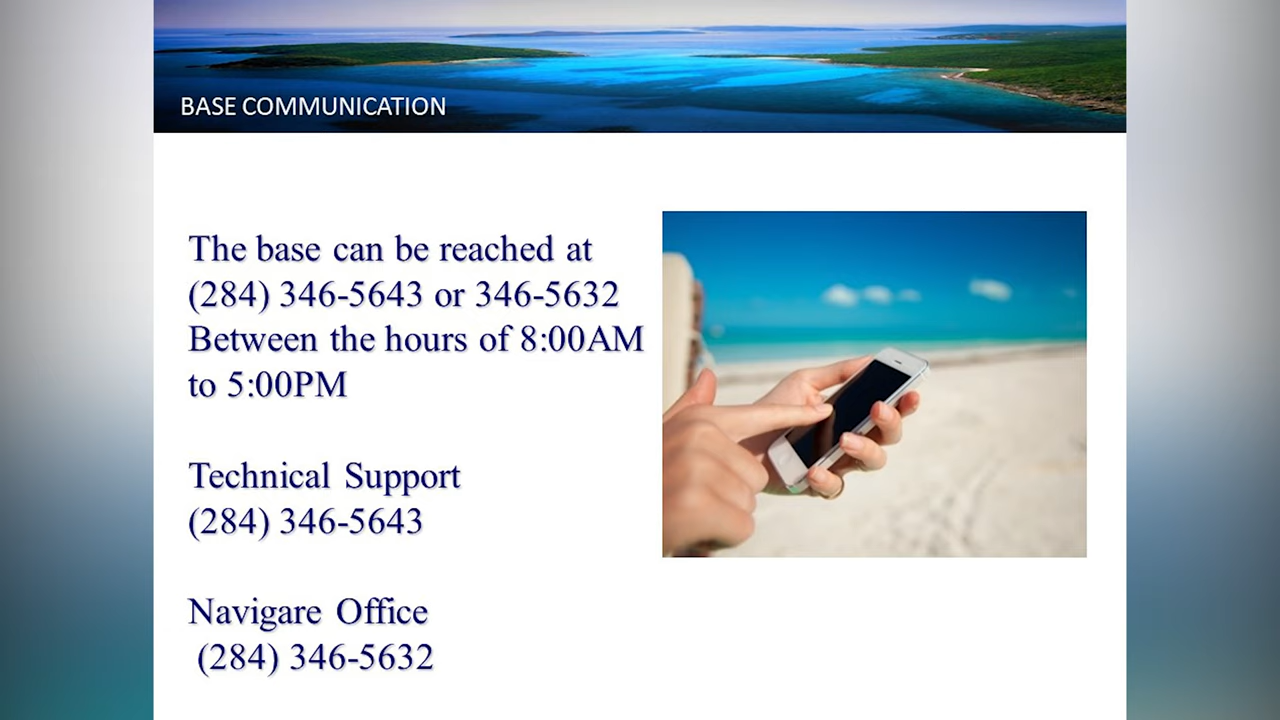 BASE COMMUNICATION
The base can be reached at
(284) 346-5643 or 346-5632
Between the hours of 8:00AM
to 5:00PM
Technical Support
(284) 346-5643
Navigare Office
(284) 346-5632